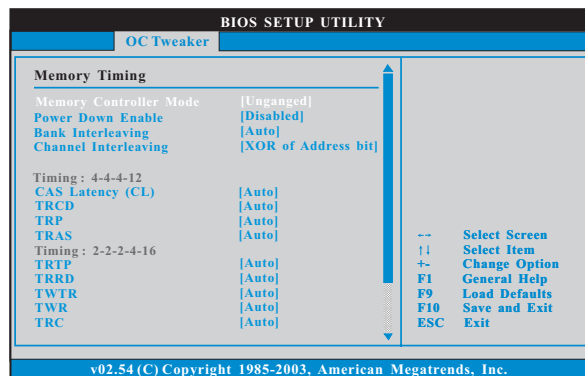 BIOS SETUP UTILITY
OC Tweaker
Memory Timing
Memory Controller Mode [Unganged]
Power Down Enable [Disabled]
Bank Interleaving [Auto]
Channel Interleaving [XOR of Address bit]
Timing : 4-4-4-12
CAS Latency (CL) [Auto]
TRCD [Auto]
TRP [Auto]
TRAS [Auto]
Timing : 2-2-2-4-16
TRTP [Auto]
TRRD [Auto]
TWTR [Auto]
TWR [Auto]
TRC [Auto]
←→ Select Screen
↑↓ Select Item
+- Change Option
F1 General Help
F9 Load Defaults
F10 Save and Exit
ESC Exit
v02.54 (C) Copyright 1985-2003, American Megatrends, Inc.